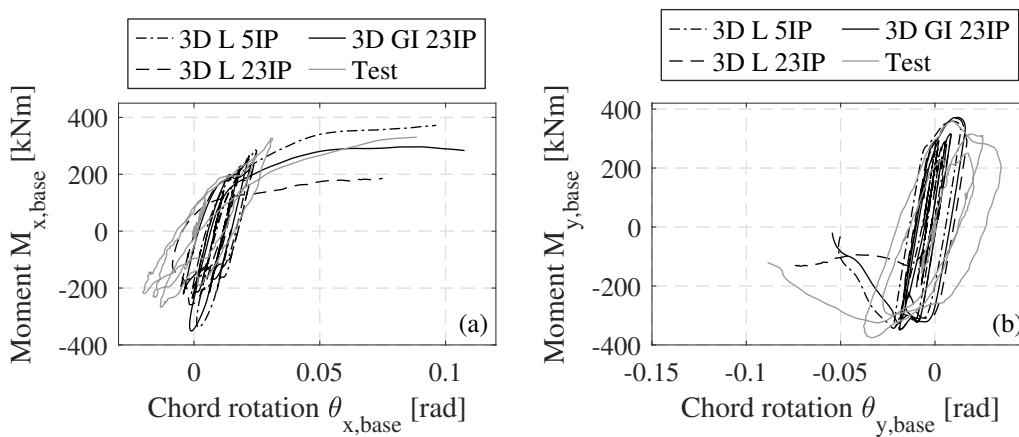 3D L 5IP 3D GI 23IP
3D L 23IP Test
Moment M x,base [kNm]
400
200
0
-200
-400
(a)
0 0.05 0.1
Chord rotation θ x,base [rad]
3D L 5IP 3D GI 23IP
3D L 23IP Test
Moment M y,base [kNm]
400
200
0
-200
-400
(b)
-0.15 -0.1 -0.05 0
Chord rotation θ y,base [rad]